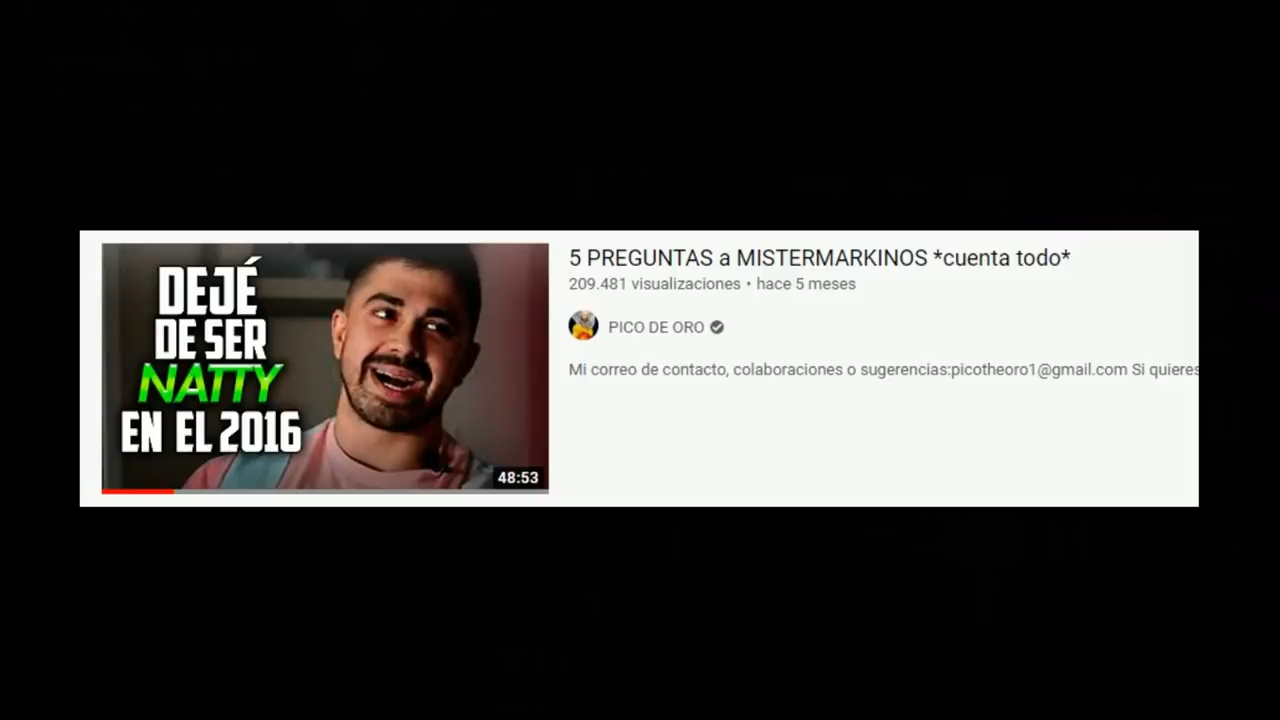 DEJÉ
DE SER
NATTY
EN EL 2016
48:53
5 PREGUNTAS a MISTERMARKINOS *cuenta todo*
209.481 visualizaciones • hace 5 meses
PICO DE ORO
Mi correo de contacto, colaboraciones o sugerencias:picotheoro1@gmail.com Si quieres